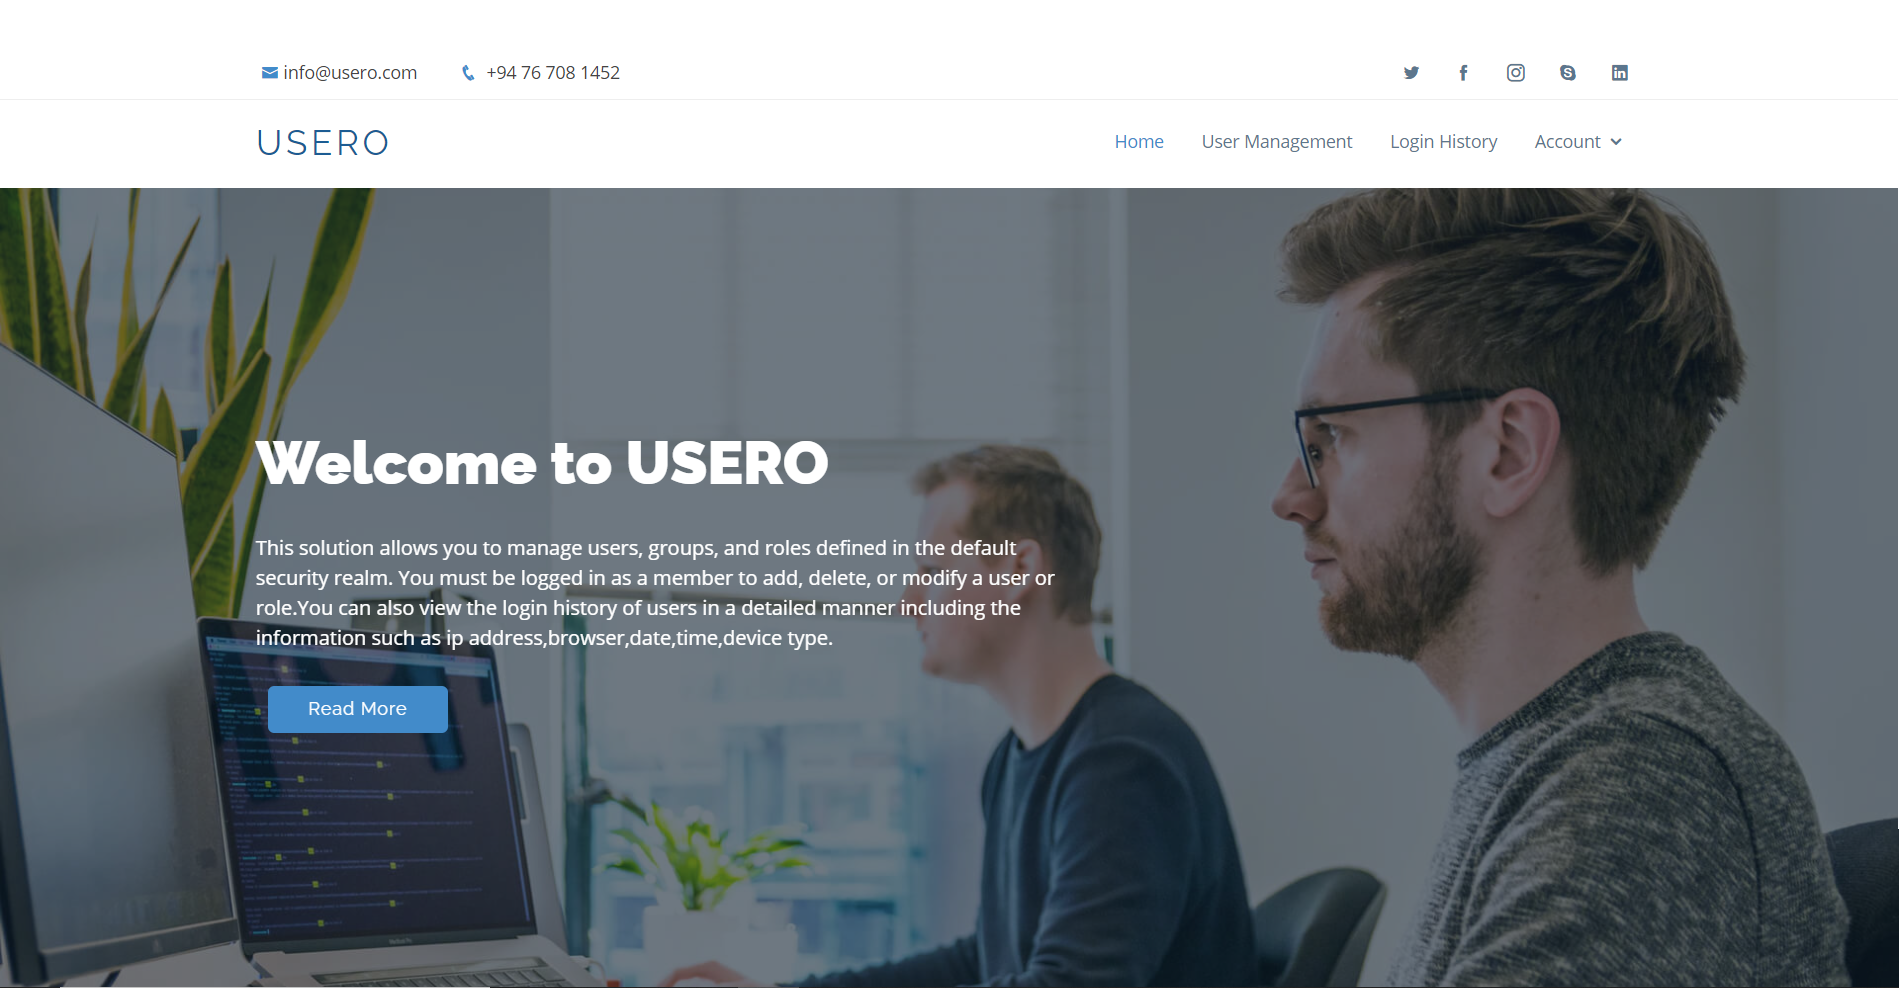 info@usero.com +94 76 708 1452
USERO
Home User Management Login History Account
Welcome to USERO
This solution allows you to manage users, groups, and roles defined in the default
security realm. You must be logged in as a member to add, delete, or modify a user or
role.You can also view the login history of users in a detailed manner including the
information such as ip address,browser,date,time,device type.
Read More